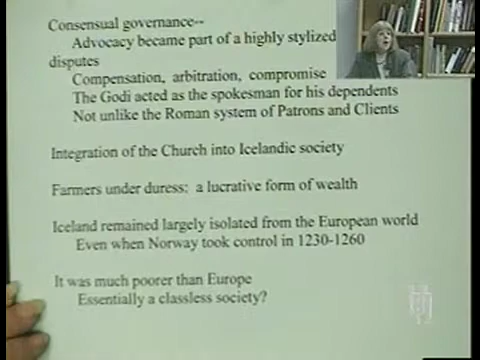 Consensual governance--
Advocacy became part of a highly stylized
disputes
Compensation, arbitration, compromise
The Godi acted as the spokesman for his dependents
Not unlike the Roman system of Patrons and Clients
Integration of the Church into Icelandic society
Farmers under duress: a lucrative form of wealth
Iceland remained largely isolated from the European world
Even when Norway took control in 1230-1260
It was much poorer than Europe
Essentially a classless society?